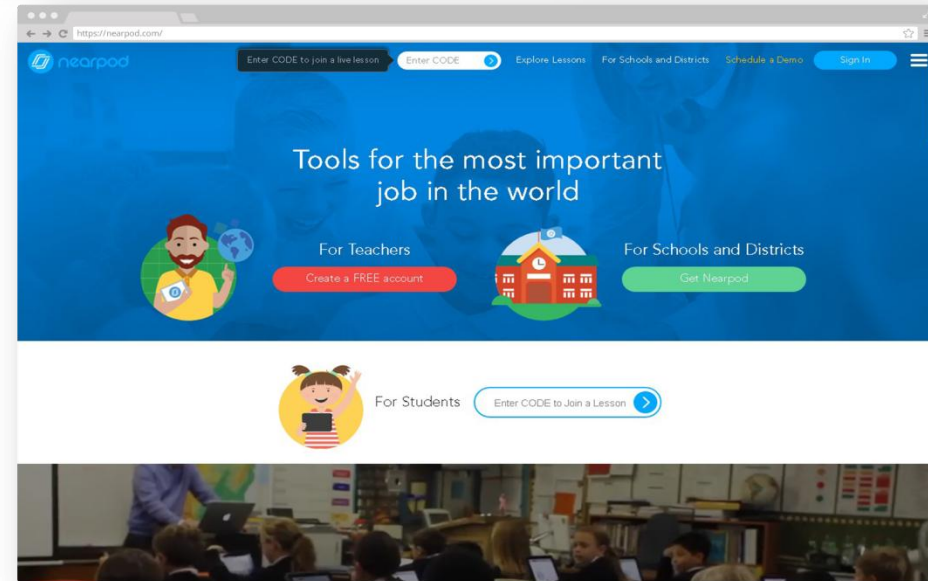 https://nearpod.com/
nearpod
Enter CODE to join a live lesson
Enter CODE
Explore Lessons
For Schools and Districts
Schedule a Demo
Sign In
Tools for the most important
job in the world
For Teachers
Create a FREE account
For Schools and Districts
Get Nearpod
For Students
Enter CODE to Join a Lesson